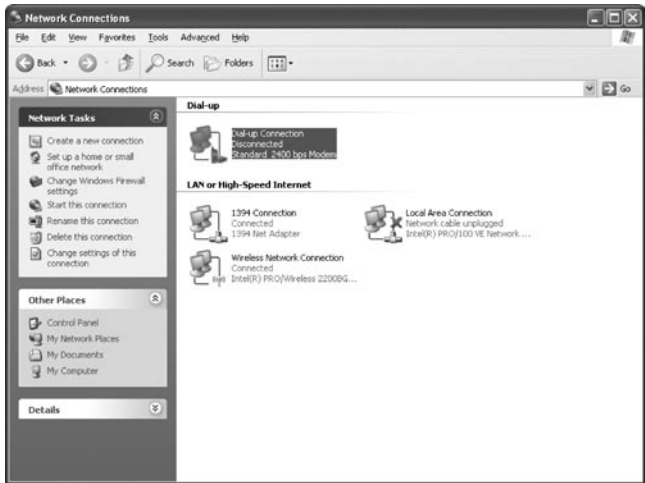 Network Connections
File Edit View Favorites Tools Advanced Help
Back Search Folders
Address Network Connections Go
Network Tasks
Create a new connection
Set up a home or small
office network
Change Windows Firewall
settings
Start this connection
Rename this connection
Delete this connection
Change settings of this
connection
Other Places
Control Panel
My Network Places
My Documents
My Computer
Details
Dial-up
Dial-up Connection
Disconnected
Standard 2400 bps Modem
LAN or High-Speed Internet
1394 Connection
Connected
1394 Net Adapter
Local Area Connection
Network cable unplugged
Intel(R) PRO/100 VE Network ...
Wireless Network Connection
Connected
Intel(R) PRO/Wireless 2200BG...